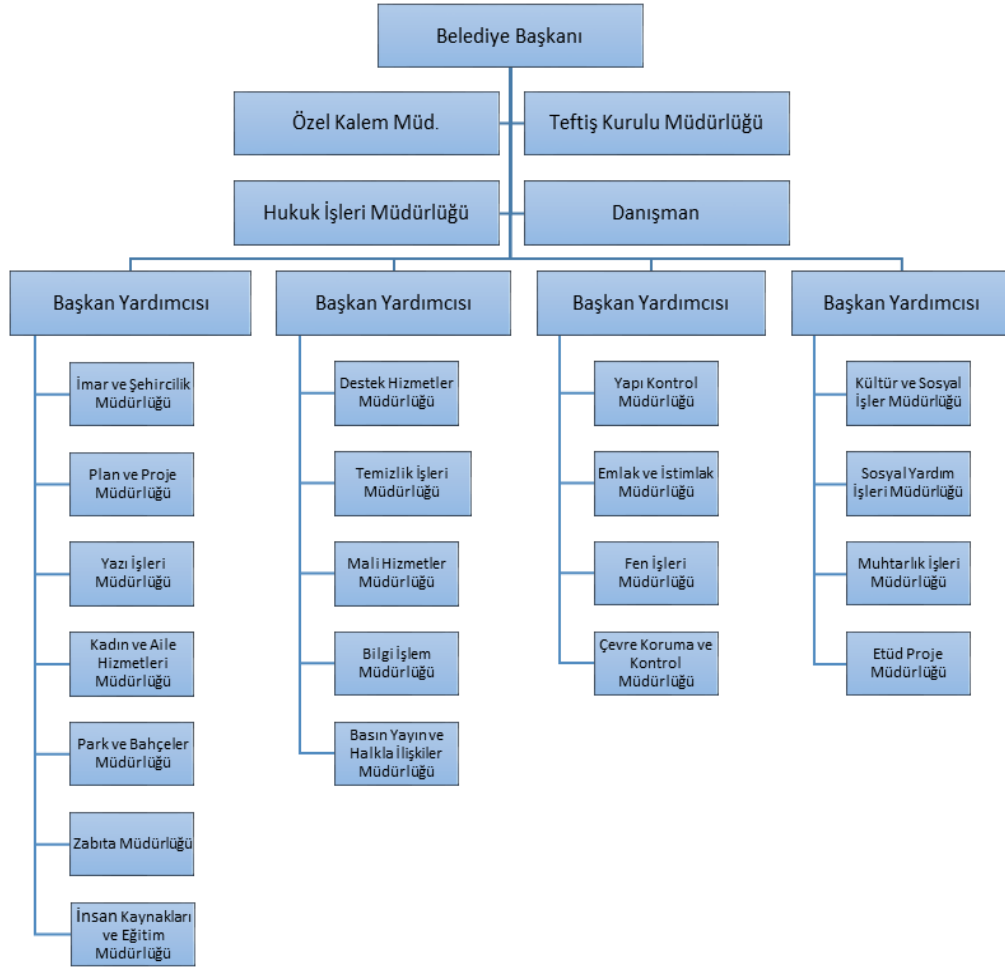 Belediye Başkanı
Özel Kalem Müd.
Teftiş Kurulu Müdürlüğü
Hukuk İşleri Müdürlüğü
Danışman
Başkan Yardımcısı
İmar ve Şehircilik
Müdürlüğü
Plan ve Proje
Müdürlüğü
Yazı İşleri
Müdürlüğü
Kadın ve Aile
Hizmetleri
Müdürlüğü
Park ve Bahçeler
Müdürlüğü
Zabıta Müdürlüğü
İnsan Kaynakları
ve Eğitim
Müdürlüğü
Başkan Yardımcısı
Destek Hizmetler
Müdürlüğü
Temizlik İşleri
Müdürlüğü
Mali Hizmetler
Müdürlüğü
Bilgi İşlem
Müdürlüğü
Basın Yayın ve
Halkla İlişkiler
Müdürlüğü
Başkan Yardımcısı
Yapı Kontrol
Müdürlüğü
Emlak ve İstimlak
Müdürlüğü
Fen İşleri
Müdürlüğü
Çevre Koruma ve
Kontrol
Müdürlüğü
Başkan Yardımcısı
Kültür ve Sosyal
İşler Müdürlüğü
Sosyal Yardım
İşleri Müdürlüğü
Muhtarlık İşleri
Müdürlüğü
Etüd Proje
Müdürlüğü